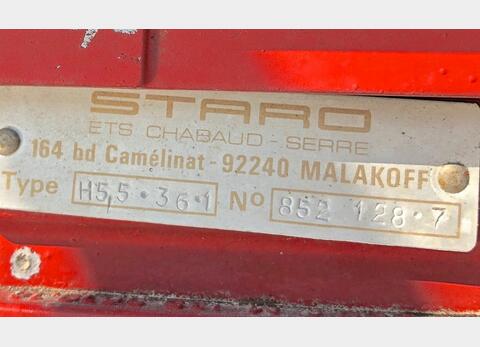 STARO
ETS CHABAUD - SERRE
164 bd Camélinat - 92240 MALAKOFF
Type H5,5·36·1 No 852 128·7